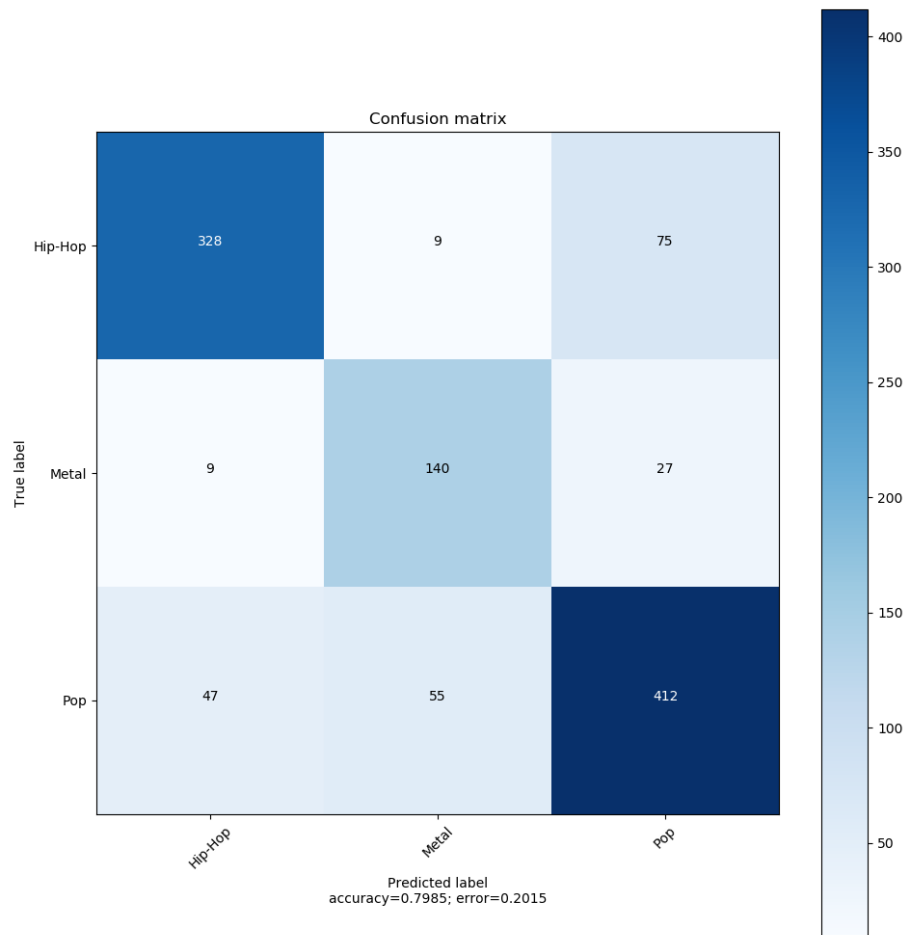 Confusion matrix
Hip-Hop 328 9 75
Metal 9 140 27
Pop 47 55 412
Hip-Hop Metal Pop
True label
Predicted label
accuracy=0.7985; error=0.2015
400
350
300
250
200
150
100
50